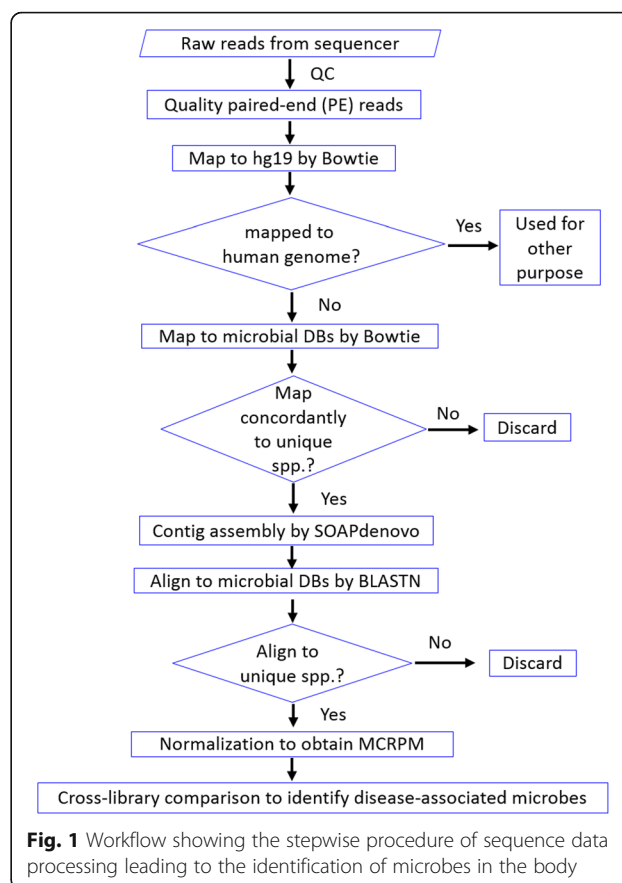 Raw reads from sequencer
QC
Quality paired-end (PE) reads
Map to hg19 by Bowtie
mapped to
human genome?
Yes
Used for
other
purpose
No
Map to microbial DBs by Bowtie
Map
concordantly
to unique
spp.?
No
Discard
Yes
Contig assembly by SOAPdenovo
Align to microbial DBs by BLASTN
Align to
unique spp.?
No
Discard
Yes
Normalization to obtain MCRPM
Cross-library comparison to identify disease-associated microbes
Fig. 1 Workflow showing the stepwise procedure of sequence data
processing leading to the identification of microbes in the body